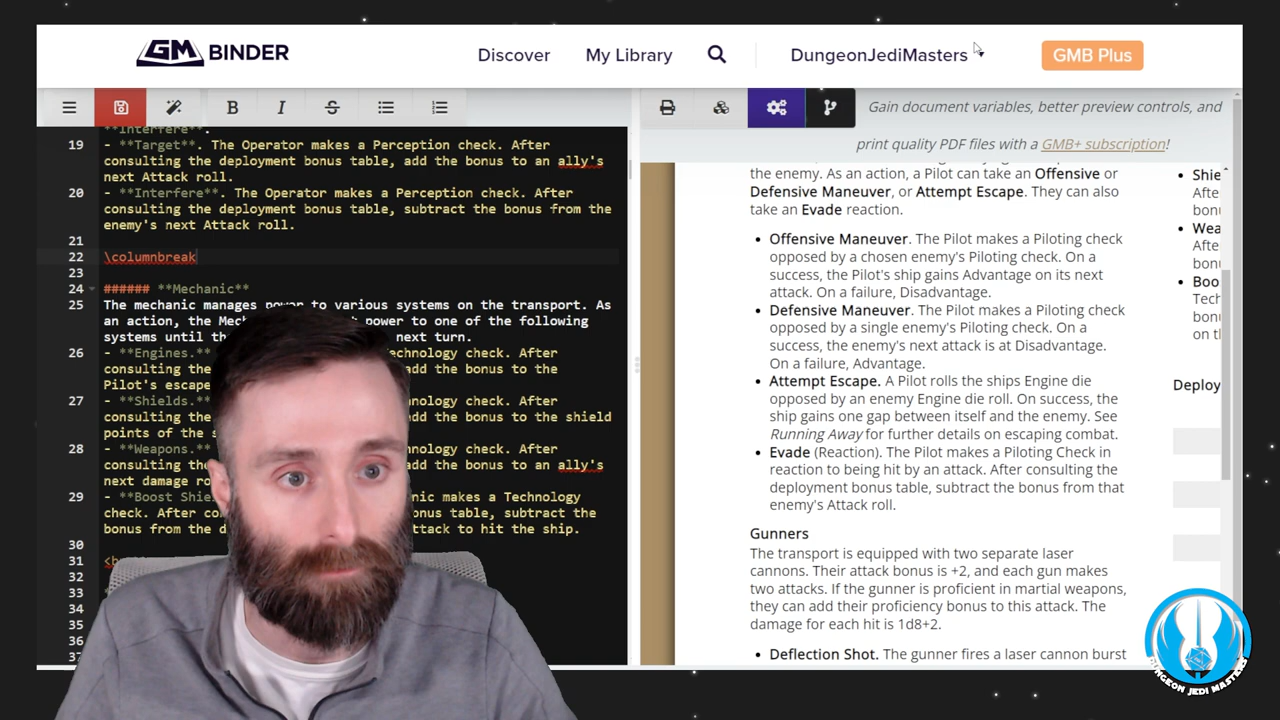 GM BINDER
Discover
My Library
DungeonJediMasters
GMB Plus
Gain document variables, better preview controls, and
print quality PDF files with a GMB+ subscription!
**Interfere**.
19
- **Target**. The Operator makes a Perception check. After
consulting the deployment bonus table, add the bonus to an ally's
next Attack roll.
20
- **Interfere**. The Operator makes a Perception check. After
consulting the deployment bonus table, subtract the bonus from the
enemy's next Attack roll.
21
22
\columnbreak
23
24
###### **Mechanic**
25
The mechanic manages power to various systems on the transport. As
an action, the power to one of the following
systems until next turn.
26
- **Engines.** echnology check. After
consulting the add the bonus to the
Pilot's escape
27
- **Shields. nology check. After
consulting the add the bonus to the shield
points of the
28
- **Weapons.** nology check. After
consulting the add the bonus to an ally's
next damage
29
- **Boost makes a Technology
check. After table, subtract the
bonus from the ttack to hit the ship.
30
31
32
33
34
35
36
37
the enemy. As an action, a Pilot can take an Offensive or
Defensive Maneuver, or Attempt Escape. They can also
take an Evade reaction.
• Offensive Maneuver. The Pilot makes a Piloting check
opposed by a chosen enemy's Piloting check. On a
success, the Pilot's ship gains Advantage on its next
attack. On a failure, Disadvantage.
• Defensive Maneuver. The Pilot makes a Piloting check
opposed by a single enemy's Piloting check. On a
success, the enemy's next attack is at Disadvantage.
On a failure, Advantage.
• Attempt Escape. A Pilot rolls the ships Engine die
opposed by an enemy Engine die roll. On success, the
ship gains one gap between itself and the enemy. See
Running Away for further details on escaping combat.
• Evade (Reaction). The Pilot makes a Piloting Check in
reaction to being hit by an attack. After consulting the
deployment bonus table, subtract the bonus from that
enemy's Attack roll.
Gunners
The transport is equipped with two separate laser
cannons. Their attack bonus is +2, and each gun makes
two attacks. If the gunner is proficient in martial weapons,
they can add their proficiency bonus to this attack. The
damage for each hit is 1d8+2.
• Deflection Shot. The gunner fires a laser cannon burst
• Shie
Afte
bon
• Wea
Afte
bon
• Boo
Tech
bon
on t
Deploy
DUNGEON JEDI MASTERS